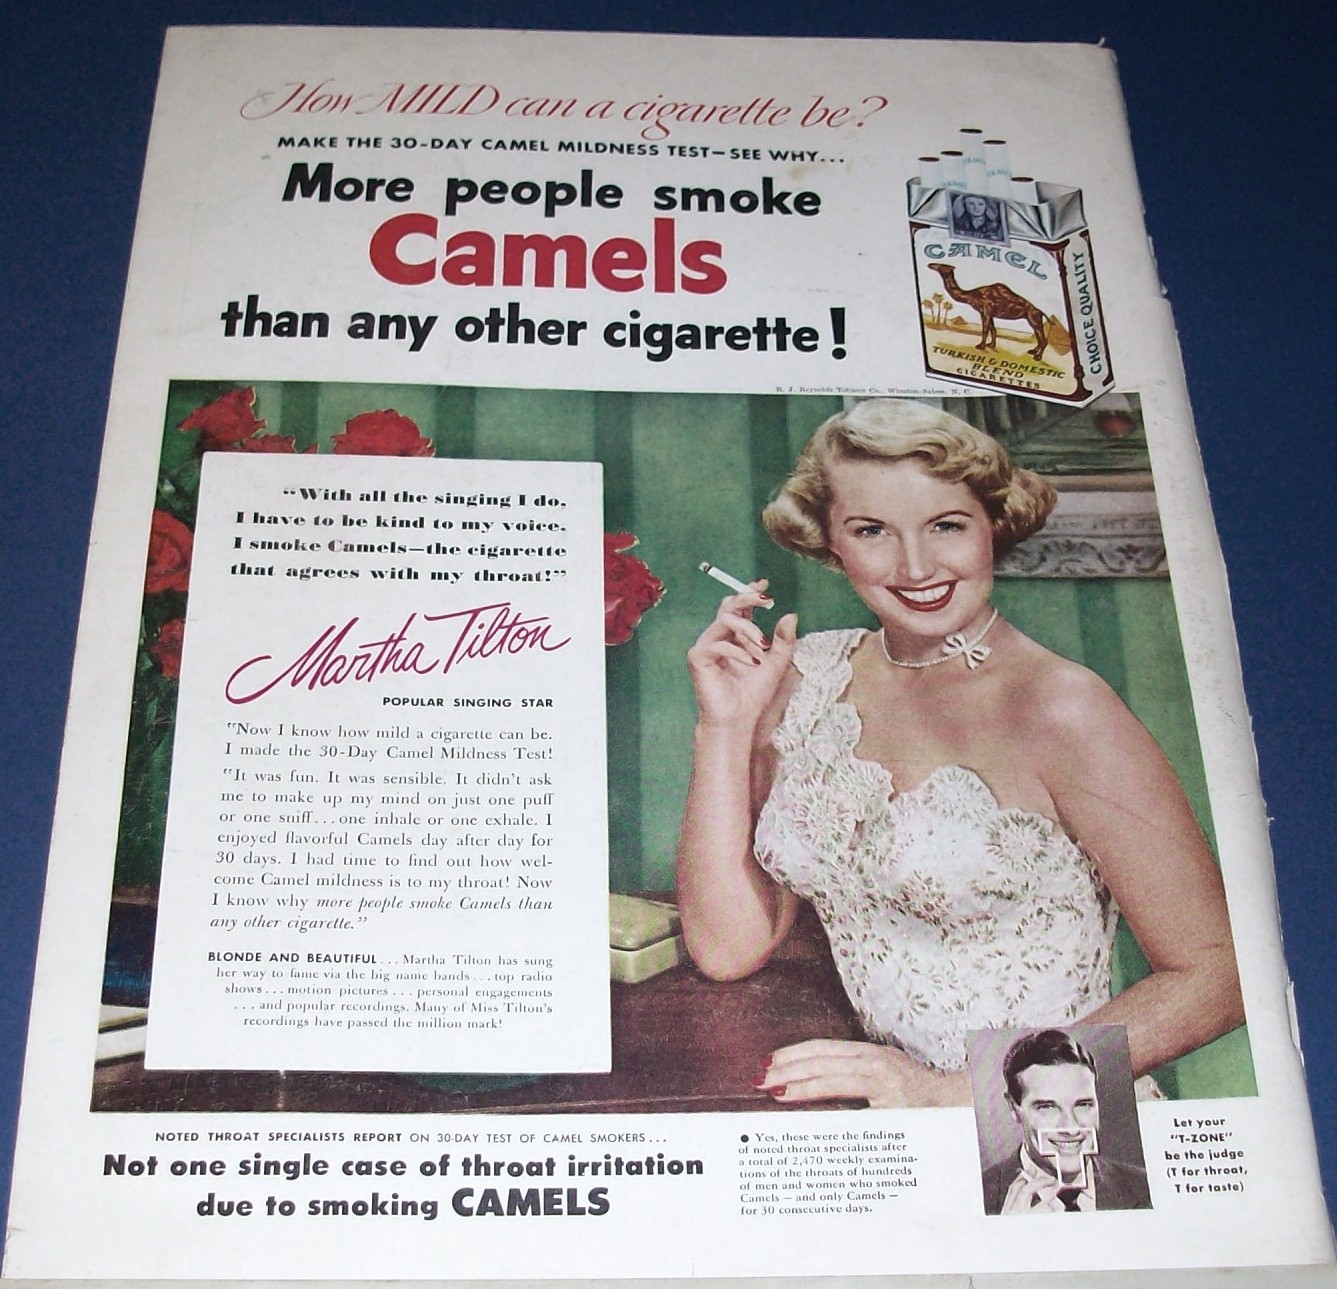 How MILD can a cigarette be?
MAKE THE 30-DAY CAMEL MILDNESS TEST—SEE WHY...
More people smoke
Camels
than any other cigarette!
CAMEL
TURKISH & DOMESTIC
BLEND
CIGARETTES
CHOICE QUALITY
R. J. Reynolds Tobacco Co., Winston-Salem, N. C.
“With all the singing I do,
I have to be kind to my voice.
I smoke Camels—the cigarette
that agrees with my throat!”
Martha Tilton
POPULAR SINGING STAR
“Now I know how mild a cigarette can be.
I made the 30-Day Camel Mildness Test!
“It was fun. It was sensible. It didn't ask
me to make up my mind on just one puff
or one sniff...one inhale or one exhale. I
enjoyed flavorful Camels day after day for
30 days. I had time to find out how wel-
come Camel mildness is to my throat! Now
I know why more people smoke Camels than
any other cigarette.”
BLONDE AND BEAUTIFUL...Martha Tilton has sung
her way to fame via the big name bands...top radio
shows...motion pictures...personal engagements
...and popular recordings. Many of Miss Tilton's
recordings have passed the million mark!
NOTED THROAT SPECIALISTS REPORT ON 30-DAY TEST OF CAMEL SMOKERS...
Not one single case of throat irritation
due to smoking CAMELS
● Yes, these were the findings
of noted throat specialists after
a total of 2,470 weekly examina-
tions of the throats of hundreds
of men and women who smoked
Camels — and only Camels —
for 30 consecutive days.
Let your
"T-ZONE"
be the judge
(T for throat,
T for taste)